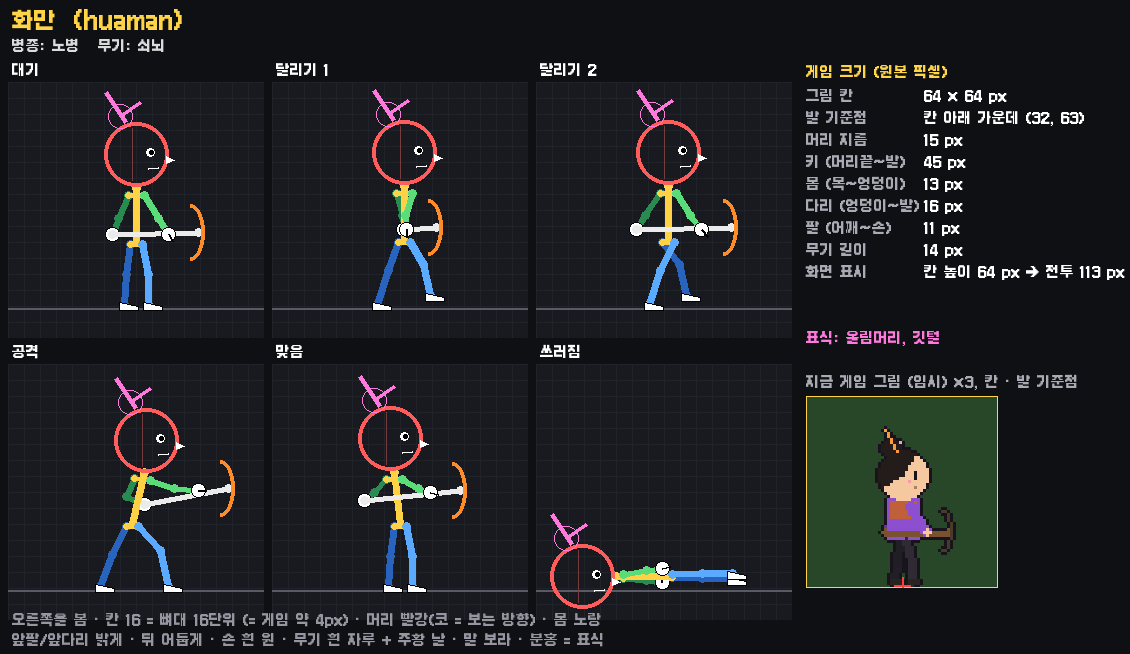 화만 (huaman)
병종: 노병 무기: 쇠뇌
대기
달리기 1
달리기 2
공격
맞음
쓰러짐
게임 크기 (원본 픽셀)
그림 칸 64 × 64 px
발 기준점 칸 아래 가운데 (32, 63)
머리 지름 15 px
키 (머리끝~발) 45 px
몸 (목~엉덩이) 13 px
다리 (엉덩이~발) 16 px
팔 (어깨~손) 11 px
무기 길이 14 px
화면 표시 칸 높이 64 px → 전투 113 px
표식: 올림머리, 깃털
지금 게임 그림 (임시) ×3, 칸 · 발 기준점
오른쪽을 봄 · 칸 16 = 뼈대 16단위 (= 게임 약 4px) · 머리 빨강(코 = 보는 방향) · 몸 노랑
앞팔/앞다리 밝게 · 뒤 어둡게 · 손 흰 원 · 무기 흰 자루 + 주황 날 · 말 보라 · 분홍 = 표식